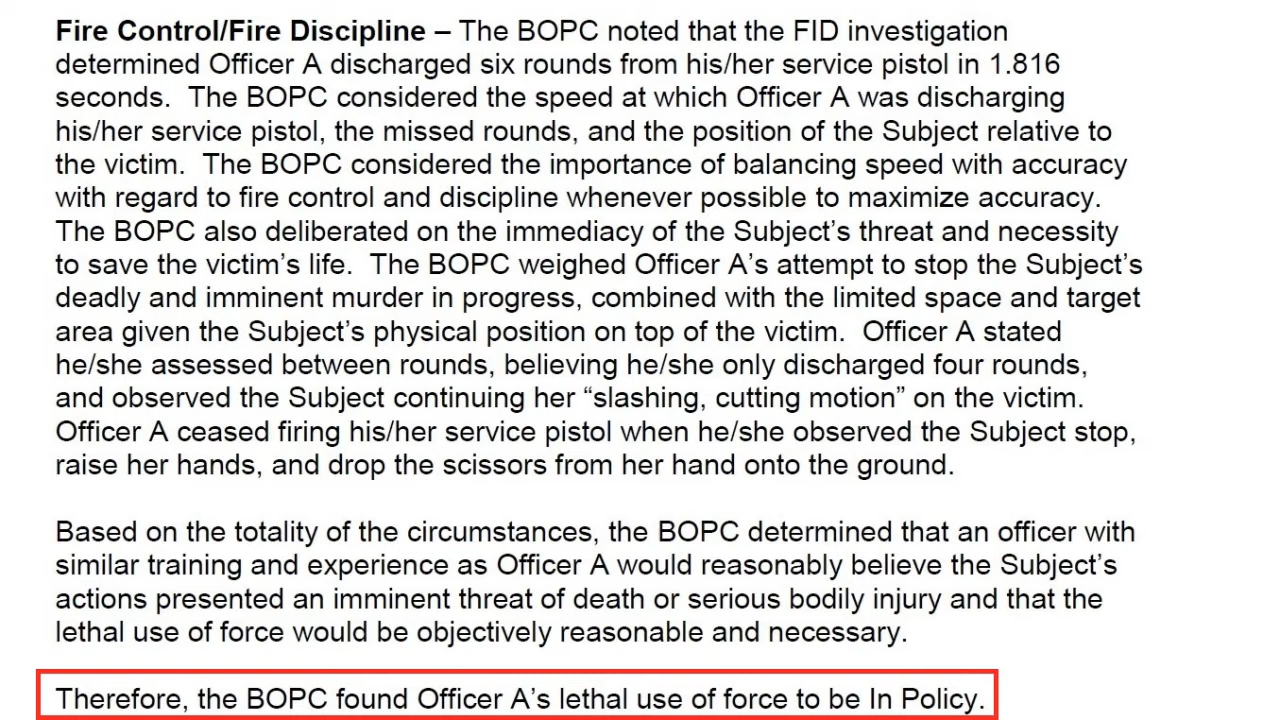 Fire Control/Fire Discipline – The BOPC noted that the FID investigation
determined Officer A discharged six rounds from his/her service pistol in 1.816
seconds.  The BOPC considered the speed at which Officer A was discharging
his/her service pistol, the missed rounds, and the position of the Subject relative to
the victim.  The BOPC considered the importance of balancing speed with accuracy
with regard to fire control and discipline whenever possible to maximize accuracy.
The BOPC also deliberated on the immediacy of the Subject’s threat and necessity
to save the victim’s life.  The BOPC weighed Officer A’s attempt to stop the Subject’s
deadly and imminent murder in progress, combined with the limited space and target
area given the Subject’s physical position on top of the victim.  Officer A stated
he/she assessed between rounds, believing he/she only discharged four rounds,
and observed the Subject continuing her “slashing, cutting motion” on the victim.
Officer A ceased firing his/her service pistol when he/she observed the Subject stop,
raise her hands, and drop the scissors from her hand onto the ground.
Based on the totality of the circumstances, the BOPC determined that an officer with
similar training and experience as Officer A would reasonably believe the Subject’s
actions presented an imminent threat of death or serious bodily injury and that the
lethal use of force would be objectively reasonable and necessary.
Therefore, the BOPC found Officer A’s lethal use of force to be In Policy.